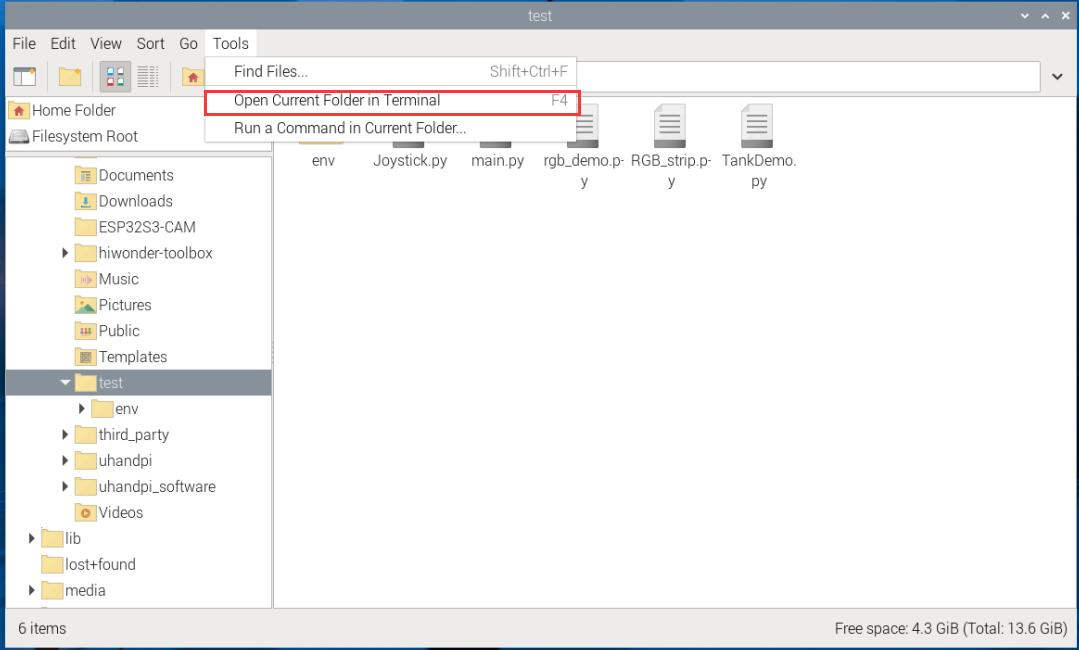 test
File Edit View Sort Go Tools
Find Files... Shift+Ctrl+F
Open Current Folder in Terminal F4
Run a Command in Current Folder...
Home Folder
Filesystem Root
Documents
Downloads
ESP32S3-CAM
hiwonder-toolbox
Music
Pictures
Public
Templates
test
env
third_party
uhandpi
uhandpi_software
Videos
lib
lost+found
media
env Joystick.py main.py rgb_demo.p- RGB_strip.p- TankDemo.
y y py
6 items Free space: 4.3 GiB (Total: 13.6 GiB)